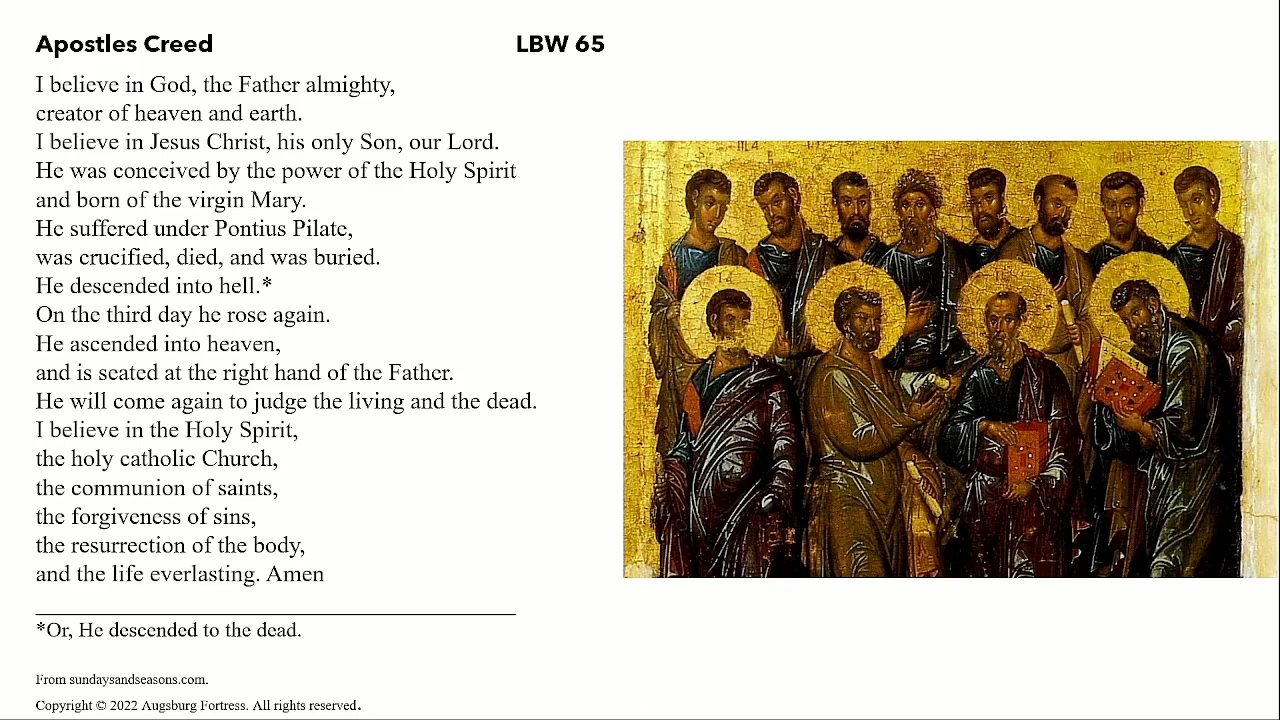 Apostles Creed LBW 65
I believe in God, the Father almighty,
creator of heaven and earth.
I believe in Jesus Christ, his only Son, our Lord.
He was conceived by the power of the Holy Spirit
and born of the virgin Mary.
He suffered under Pontius Pilate,
was crucified, died, and was buried.
He descended into hell.*
On the third day he rose again.
He ascended into heaven,
and is seated at the right hand of the Father.
He will come again to judge the living and the dead.
I believe in the Holy Spirit,
the holy catholic Church,
the communion of saints,
the forgiveness of sins,
the resurrection of the body,
and the life everlasting. Amen
*Or, He descended to the dead.
From sundaysandseasons.com.
Copyright © 2022 Augsburg Fortress. All rights reserved.